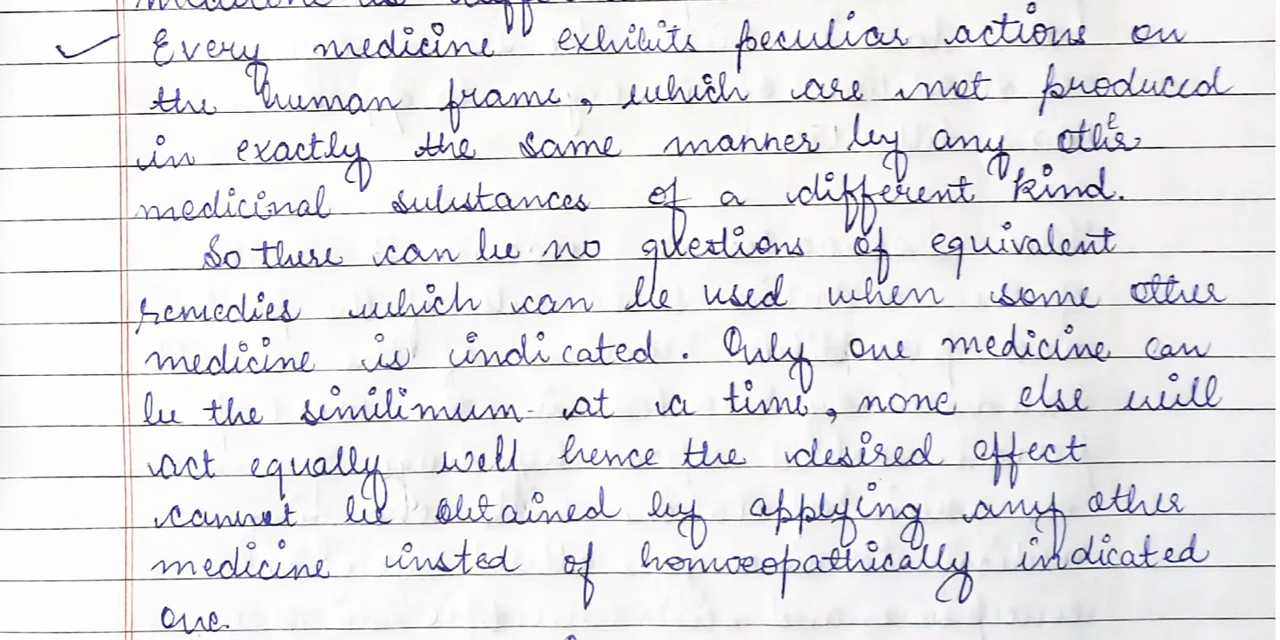 ✓ Every medicine exhibits peculiar actions on
the human frame, which are not produced
in exactly the same manner by any other
medicinal substances of a different kind.
So there can be no questions of equivalent
remedies which can be used when some other
medicine is indicated. Only one medicine can
be the similimum at a time, none else will
act equally well hence the desired effect
cannot be obtained by applying any other
medicine insted of homoeopathically indicated
one.